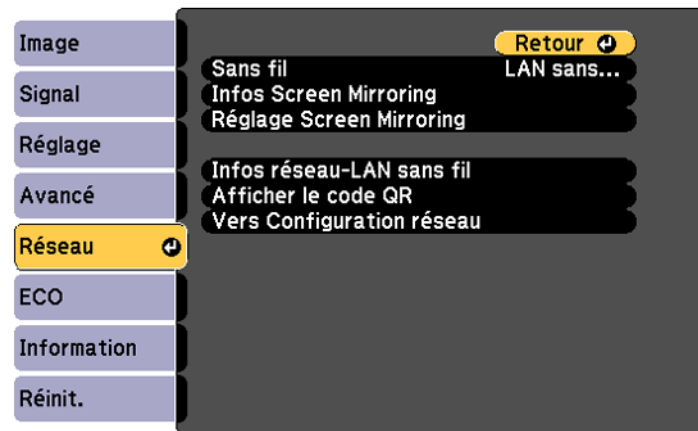 Image
Signal
Réglage
Avancé
Réseau
ECO
Information
Réinit.
Retour
Sans fil LAN sans...
Infos Screen Mirroring
Réglage Screen Mirroring
Infos réseau-LAN sans fil
Afficher le code QR
Vers Configuration réseau